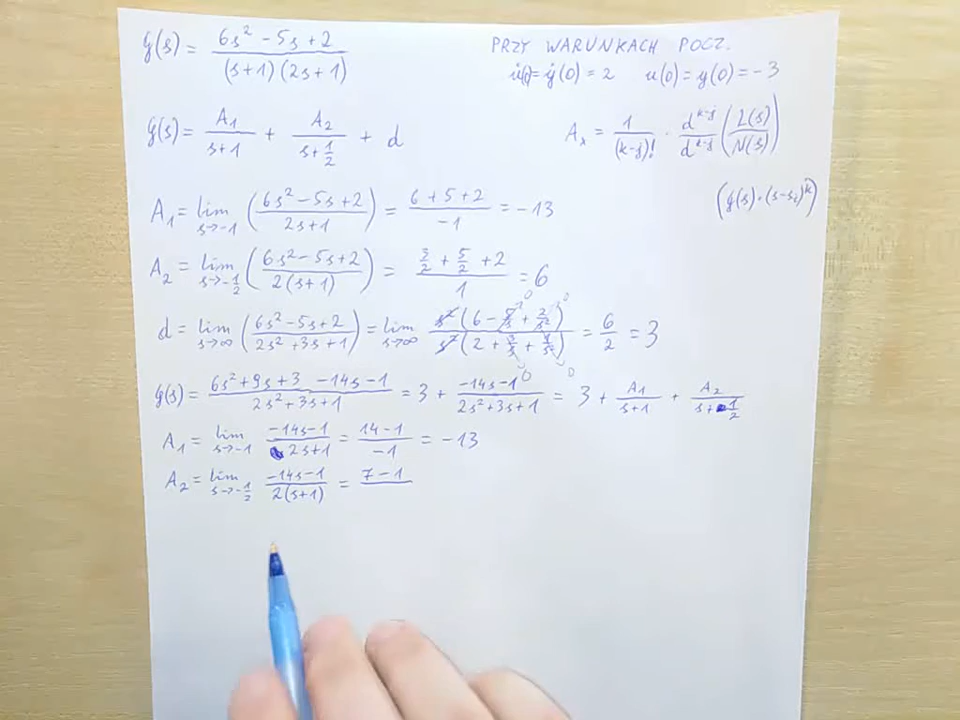 g(s) = (6s² - 5s + 2) / ((s+1)(2s+1))
PRZY WARUNKACH POCZ.
u̇(0) = ẏ(0) = 2    u(0) = y(0) = -3
g(s) = A₁/(s+1) + A₂/(s+1/2) + d
Aₓ = 1/(k-j)! · d^(k-j)/d^(k-j) (L(s)/N(s))
(g(s)·(s-sᵢ)^k)
A₁ = lim s→-1 ((6s² - 5s + 2)/(2s+1)) = (6 + 5 + 2)/(-1) = -13
A₂ = lim s→-1/2 ((6s² - 5s + 2)/(2(s+1))) = (3/2 + 5/2 + 2)/1 = 6
d = lim s→∞ ((6s² - 5s + 2)/(2s² + 3s + 1)) = lim s→∞ (s²(6 - 5/s + 2/s²))/(s²(2 + 3/s + 1/s²)) = 6/2 = 3
g(s) = (6s² + 9s + 3 - 14s - 1)/(2s² + 3s + 1) = 3 + (-14s - 1)/(2s² + 3s + 1) = 3 + A₁/(s+1) + A₂/(s+1/2)
A₁ = lim s→-1 (-14s - 1)/(2s+1) = (14 - 1)/(-1) = -13
A₂ = lim s→-1/2 (-14s - 1)/(2(s+1)) = (7 - 1)/